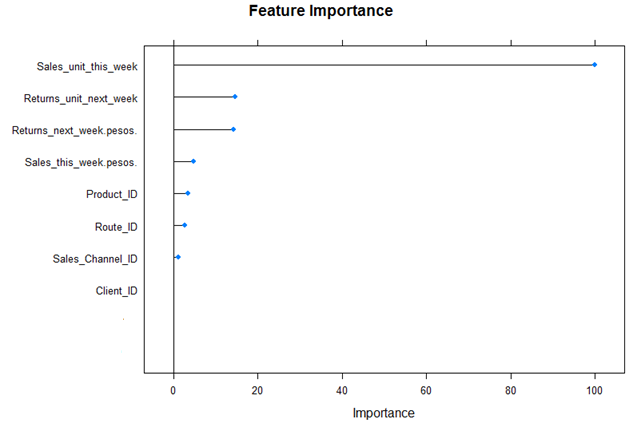 Feature Importance
Sales_unit_this_week
Returns_unit_next_week
Returns_next_week.pesos.
Sales_this_week.pesos.
Product_ID
Route_ID
Sales_Channel_ID
Client_ID
0 20 40 60 80 100
Importance